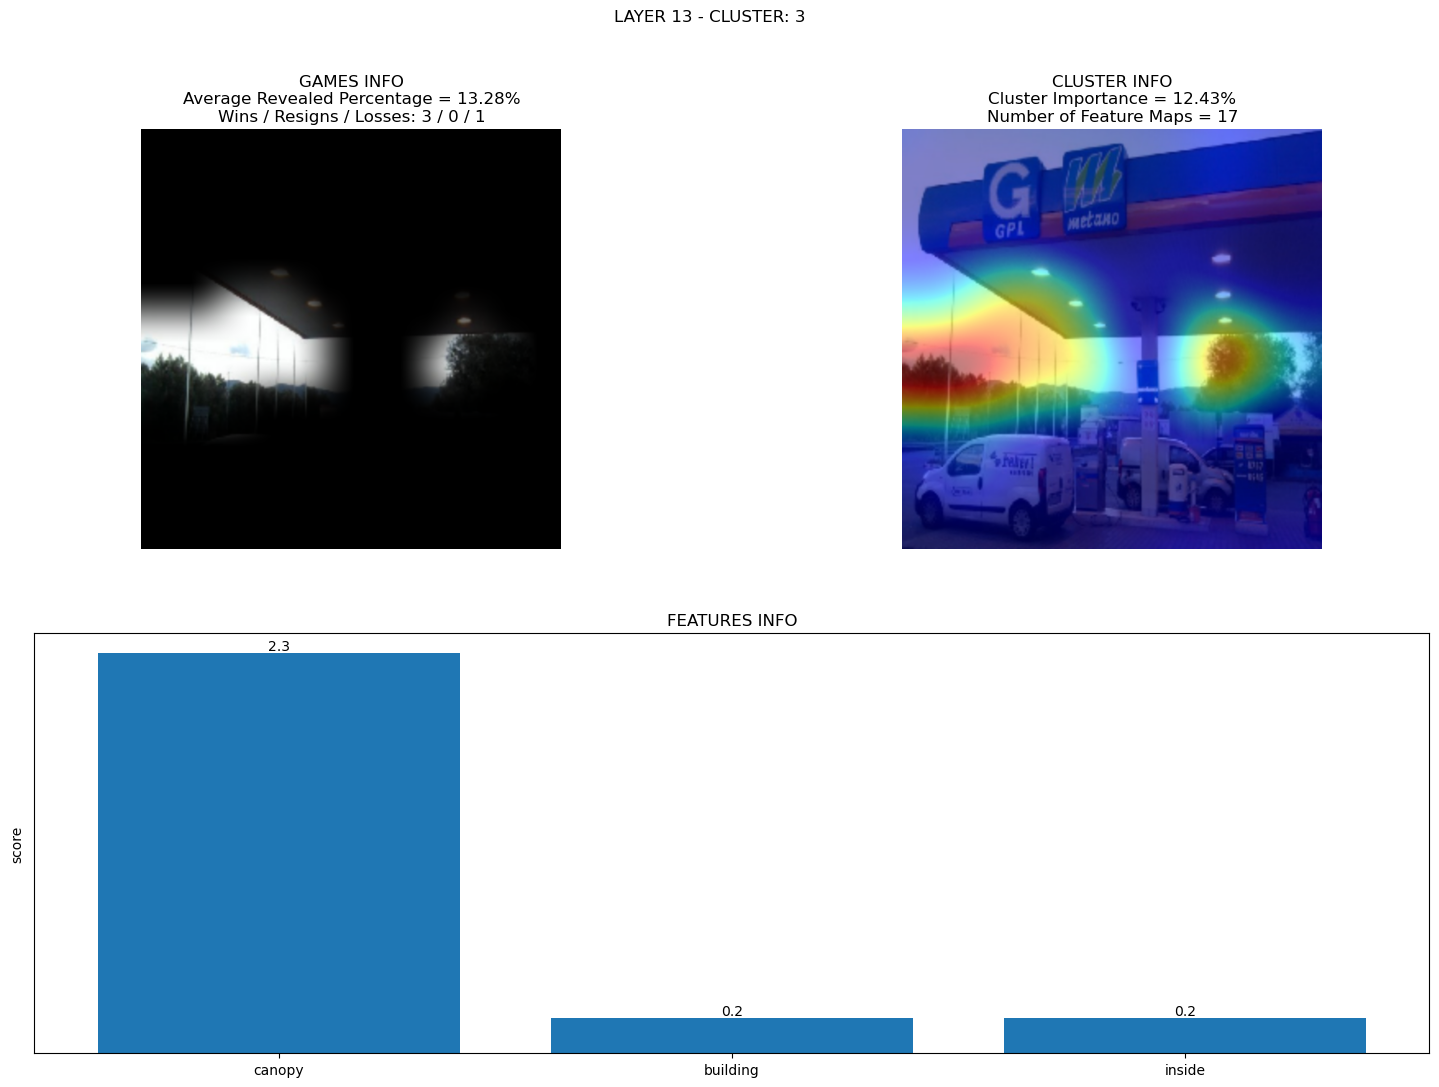 LAYER 13 - CLUSTER: 3
GAMES INFO
Average Revealed Percentage = 13.28%
Wins / Resigns / Losses: 3 / 0 / 1
CLUSTER INFO
Cluster Importance = 12.43%
Number of Feature Maps = 17
G
GPL
metano
FEATURES INFO
score
2.3
0.2
0.2
canopy
building
inside